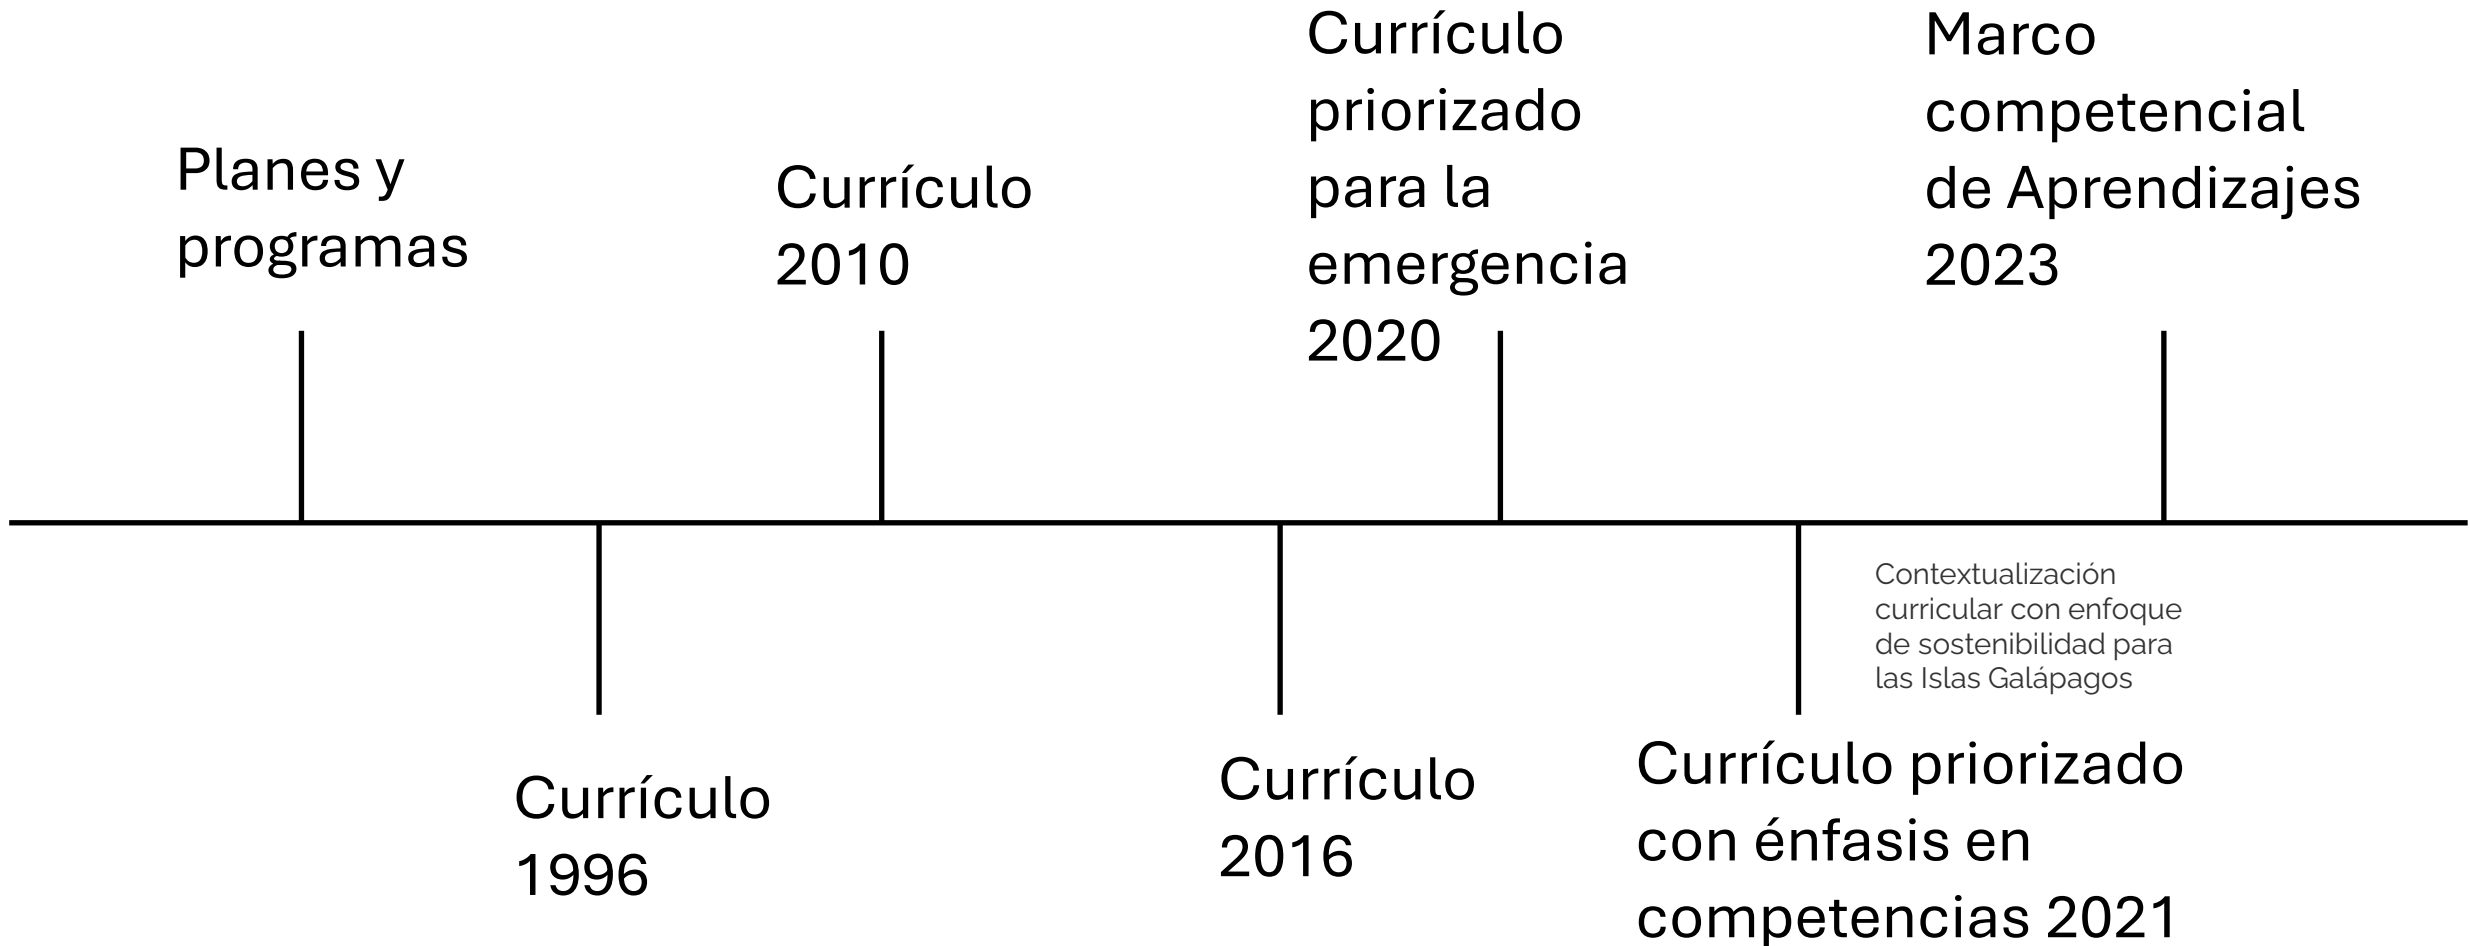 Planes y
programas
Currículo
1996
Currículo
2010
Currículo
2016
Currículo
priorizado
para la
emergencia
2020
Currículo priorizado
con énfasis en
competencias 2021
Contextualización
curricular con enfoque
de sostenibilidad para
las Islas Galápagos
Marco
competencial
de Aprendizajes
2023